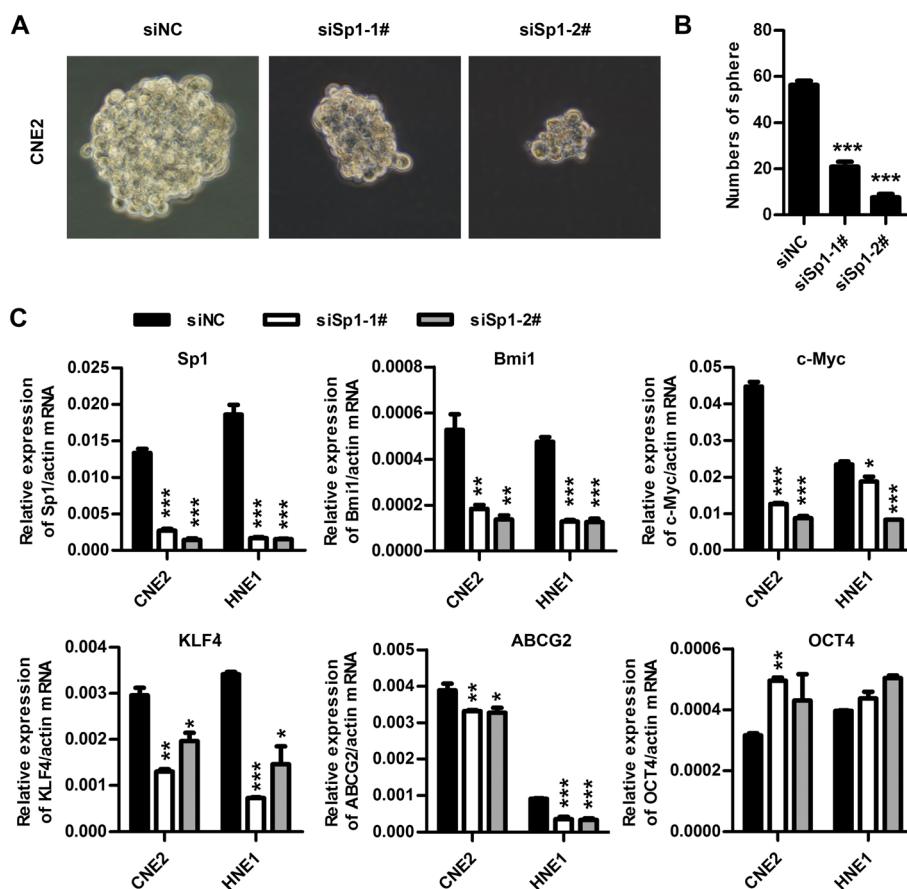 A
siNC
siSp1-1#
siSp1-2#
CNE2
B
Numbers of sphere
80
60
40
20
0
***
***
siNC
siSp1-1#
siSp1-2#
C
siNC
siSp1-1#
siSp1-2#
Sp1
Relative expression
of Sp1/actin mRNA
0.025
0.020
0.015
0.010
0.005
0.000
***
***
***
***
CNE2
HNE1
Bmi1
Relative expression
of Bmi1/actin mRNA
0.0008
0.0006
0.0004
0.0002
0.0000
**
**
***
***
CNE2
HNE1
c-Myc
Relative expression
of c-Myc/actin mRNA
0.05
0.04
0.03
0.02
0.01
0.00
***
***
*
***
CNE2
HNE1
KLF4
Relative expression
of KLF4/actin mRNA
0.004
0.003
0.002
0.001
0.000
**
*
***
*
CNE2
HNE1
ABCG2
Relative expression
of ABCG2/actin mRNA
0.005
0.004
0.003
0.002
0.001
0.000
**
*
***
***
CNE2
HNE1
OCT4
Relative expression
of OCT4/actin mRNA
0.0006
0.0004
0.0002
0.0000
**
CNE2
HNE1